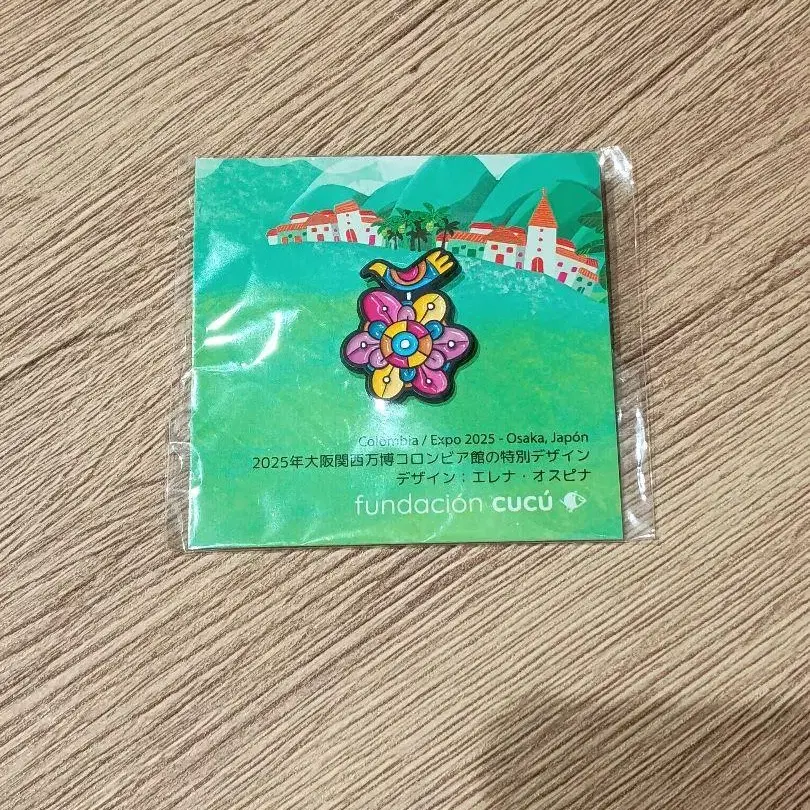 Colombia / Expo 2025 - Osaka, Japón
2025年大阪関西万博コロンビア館の特別デザイン
デザイン：エレナ・オスピナ
fundación cucú